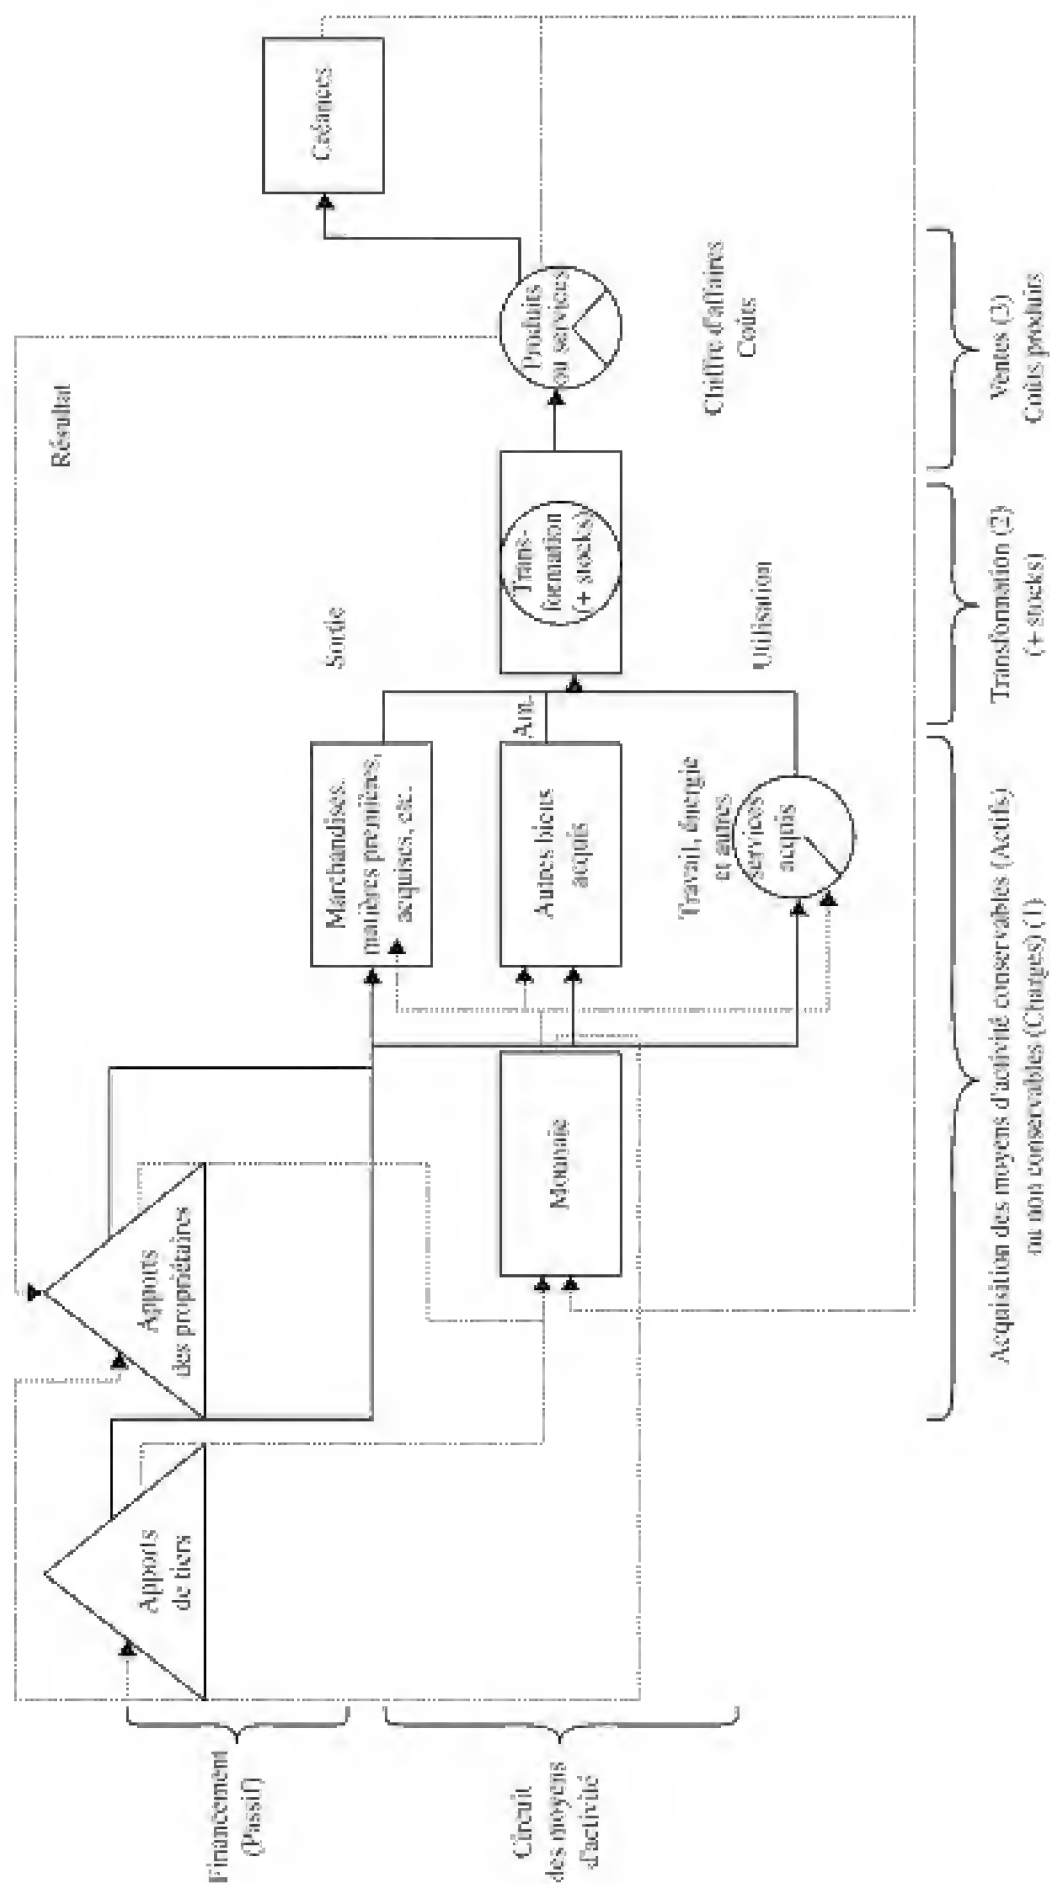 Résultat
Créances
Apports
de tiers
Apports
des propriétaires
Financement
(Passif)
Sortie
Marchandises,
matières premières,
acquises, etc.
Monnaie
Autres biens
acquis
Am.
Trans-
formation
(+ stocks)
Produits
ou services
Circuit
des moyens
d'activité
Travail, énergie
et autres
services
acquis
Utilisation
Chiffre d'affaires
Coûts
Acquisition des moyens d'activité conservables (Actifs)
ou non conservables (Charges) (1)
Transformation (2)
(+ stocks)
Ventes (3)
Coûts produits